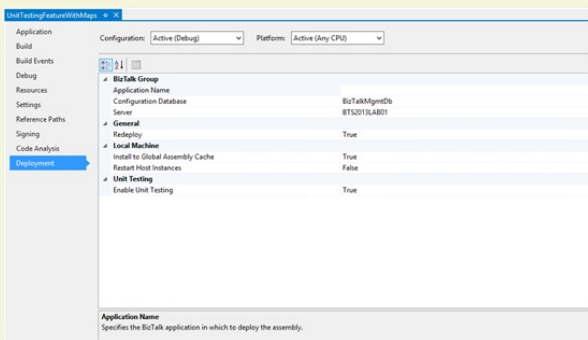 UnitTestingFeatureWithMaps
Application
Build
Build Events
Debug
Resources
Settings
Reference Paths
Signing
Code Analysis
Deployment
Configuration: Active (Debug) Platform: Active (Any CPU)
BizTalk Group
Application Name
Configuration Database BizTalkMgmtDb
Server BTS2013LAB01
General
Redeploy True
Local Machine
Install to Global Assembly Cache True
Restart Host Instances False
Unit Testing
Enable Unit Testing True
Application Name
Specifies the BizTalk application in which to deploy the assembly.